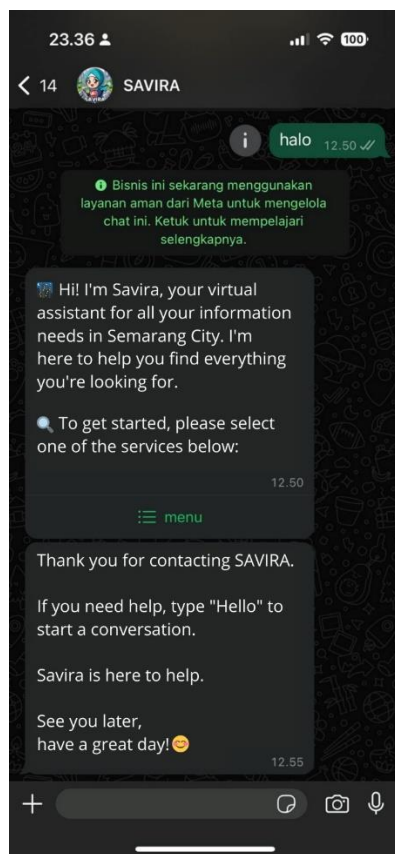 23.36
100
14
SAVIRA
SAVIRA
halo 12.50
Bisnis ini sekarang menggunakan
layanan aman dari Meta untuk mengelola
chat ini. Ketuk untuk mempelajari
selengkapnya.
Hi! I'm Savira, your virtual
assistant for all your information
needs in Semarang City. I'm
here to help you find everything
you're looking for.
To get started, please select
one of the services below:
12.50
menu
Thank you for contacting SAVIRA.
If you need help, type "Hello" to
start a conversation.
Savira is here to help.
See you later,
have a great day!😊
12.55